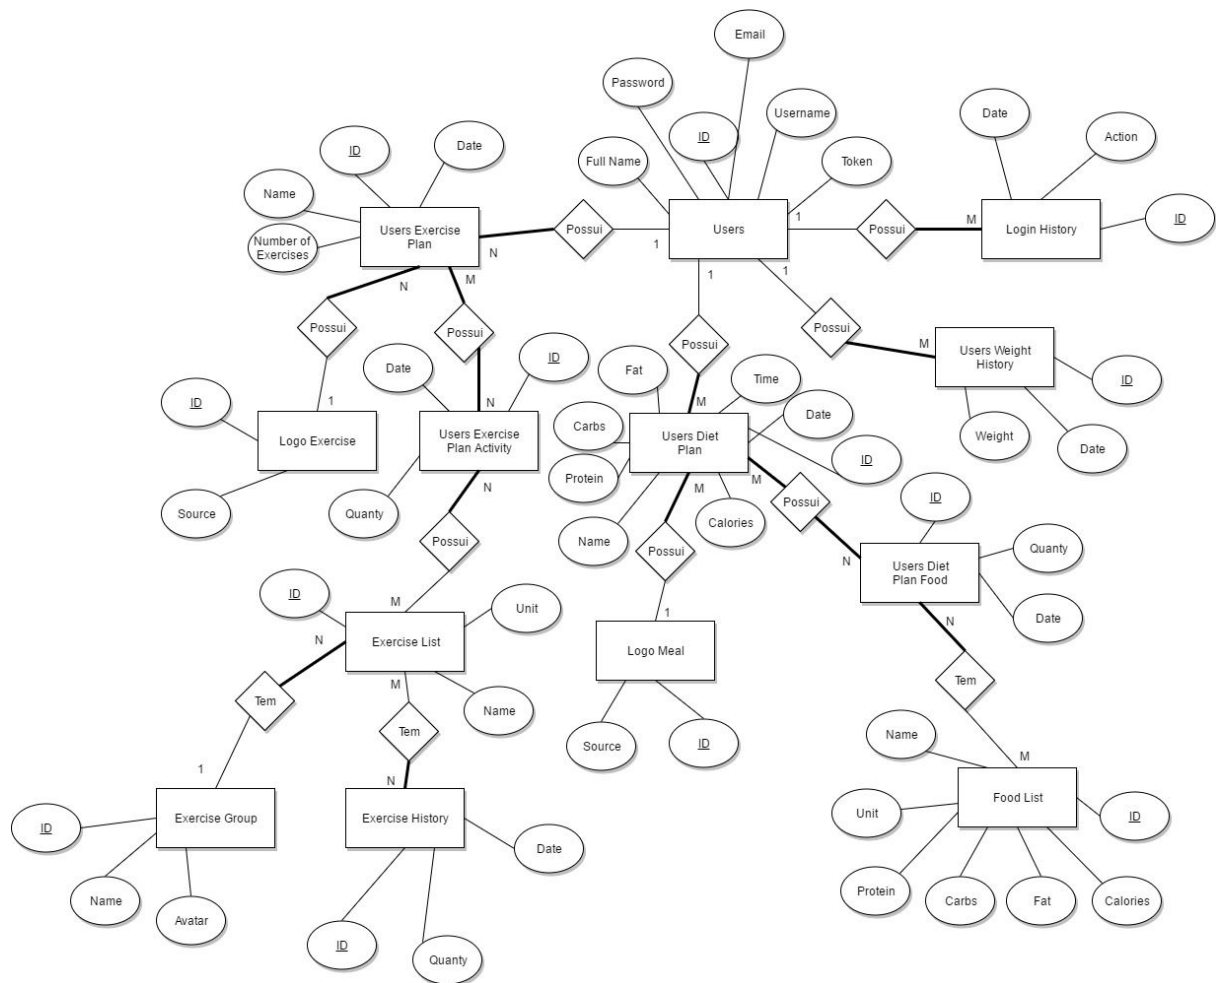 Email
Password
ID
Username
Date
Action
ID
Date
Full Name
Token
ID
Name
Number of
Exercises
Users Exercise
Plan
N
Possui
1
Users
1
Possui
M
Login History
N
M
1
1
Possui
Possui
Possui
Possui
M
Users Weight
History
ID
Date
ID
Fat
Time
Date
ID
Weight
Date
ID
1
N
M
Carbs
Logo Exercise
Users Exercise
Plan Activity
Users Diet
Plan
Protein
ID
N
M
M
Source
Quanty
Name
Calories
Possui
ID
Possui
Possui
N
Users Diet
Plan Food
Quanty
Date
ID
Unit
M
1
N
N
Exercise List
Logo Meal
M
Tem
Name
Tem
Tem
Source
ID
Name
M
1
N
Food List
ID
Unit
Exercise Group
Exercise History
Date
ID
Name
Avatar
ID
Quanty
Protein
Carbs
Fat
Calories